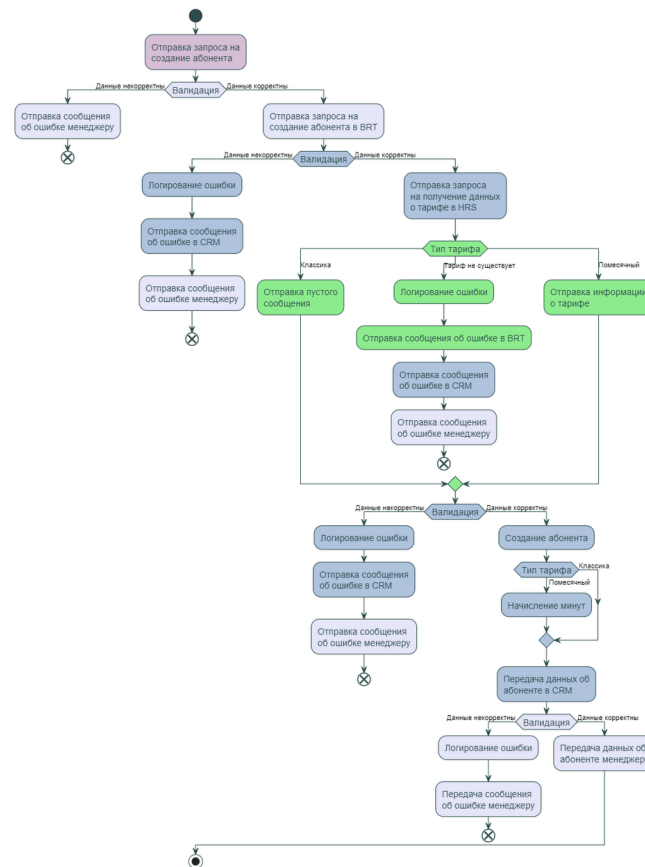 Отправка запроса на
создание абонента
Данные некорректны
Валидация
Данные корректны
Отправка сообщения
об ошибке менеджеру
Отправка запроса на
создание абонента в BRT
Данные некорректны
Валидация
Данные корректны
Логирование ошибки
Отправка сообщения
об ошибке в CRM
Отправка сообщения
об ошибке менеджеру
Отправка запроса
на получение данных
о тарифе в HRS
Тип тарифа
Классика
Тариф не существует
Помесячный
Отправка пустого
сообщения
Логирование ошибки
Отправка информации
о тарифе
Отправка сообщения об ошибке в BRT
Отправка сообщения
об ошибке в CRM
Отправка сообщения
об ошибке менеджеру
Данные некорректны
Валидация
Данные корректны
Логирование ошибки
Отправка сообщения
об ошибке в CRM
Отправка сообщения
об ошибке менеджеру
Создание абонента
Тип тарифа
Классика
Помесячный
Начисление минут
Передача данных об
абоненте в CRM
Данные некорректны
Валидация
Данные корректны
Логирование ошибки
Передача сообщения
об ошибке менеджеру
Передача данных об
абоненте менеджер